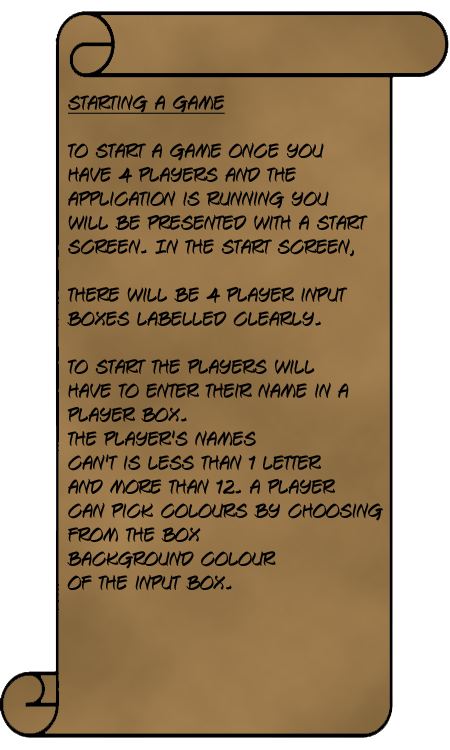 STARTING A GAME
TO START A GAME ONCE YOU
HAVE 4 PLAYERS AND THE
APPLICATION IS RUNNING YOU
WILL BE PRESENTED WITH A START
SCREEN. IN THE START SCREEN,
THERE WILL BE 4 PLAYER INPUT
BOXES LABELLED CLEARLY.
TO START THE PLAYERS WILL
HAVE TO ENTER THEIR NAME IN A
PLAYER BOX.
THE PLAYER'S NAMES
CAN'T IS LESS THAN 1 LETTER
AND MORE THAN 12. A PLAYER
CAN PICK COLOURS BY CHOOSING
FROM THE BOX
BACKGROUND COLOUR
OF THE INPUT BOX.